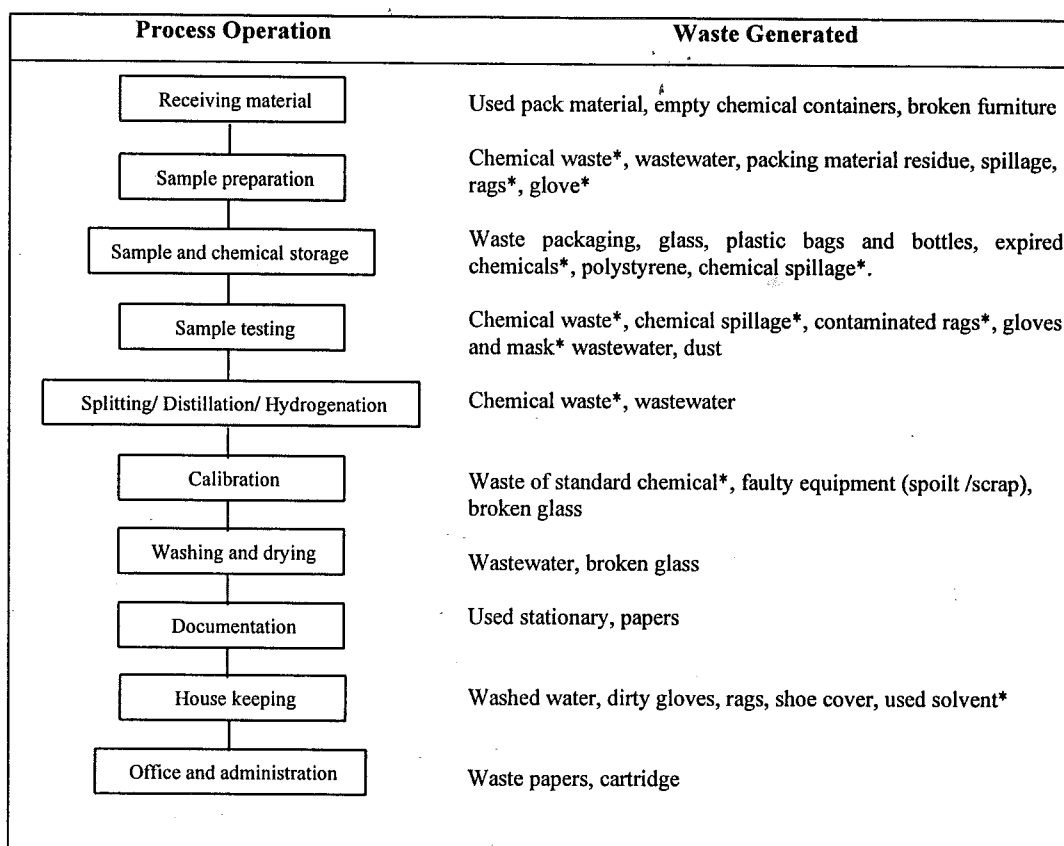 Process Operation
Waste Generated
Receiving material
Used pack material, empty chemical containers, broken furniture
Sample preparation
Chemical waste*, wastewater, packing material residue, spillage,
rags*, glove*
Sample and chemical storage
Waste packaging, glass, plastic bags and bottles, expired
chemicals*, polystyrene, chemical spillage*.
Sample testing
Chemical waste*, chemical spillage*, contaminated rags*, gloves
and mask* wastewater, dust
Splitting/ Distillation/ Hydrogenation
Chemical waste*, wastewater
Calibration
Waste of standard chemical*, faulty equipment (spoilt /scrap),
broken glass
Washing and drying
Wastewater, broken glass
Documentation
Used stationary, papers
House keeping
Washed water, dirty gloves, rags, shoe cover, used solvent*
Office and administration
Waste papers, cartridge